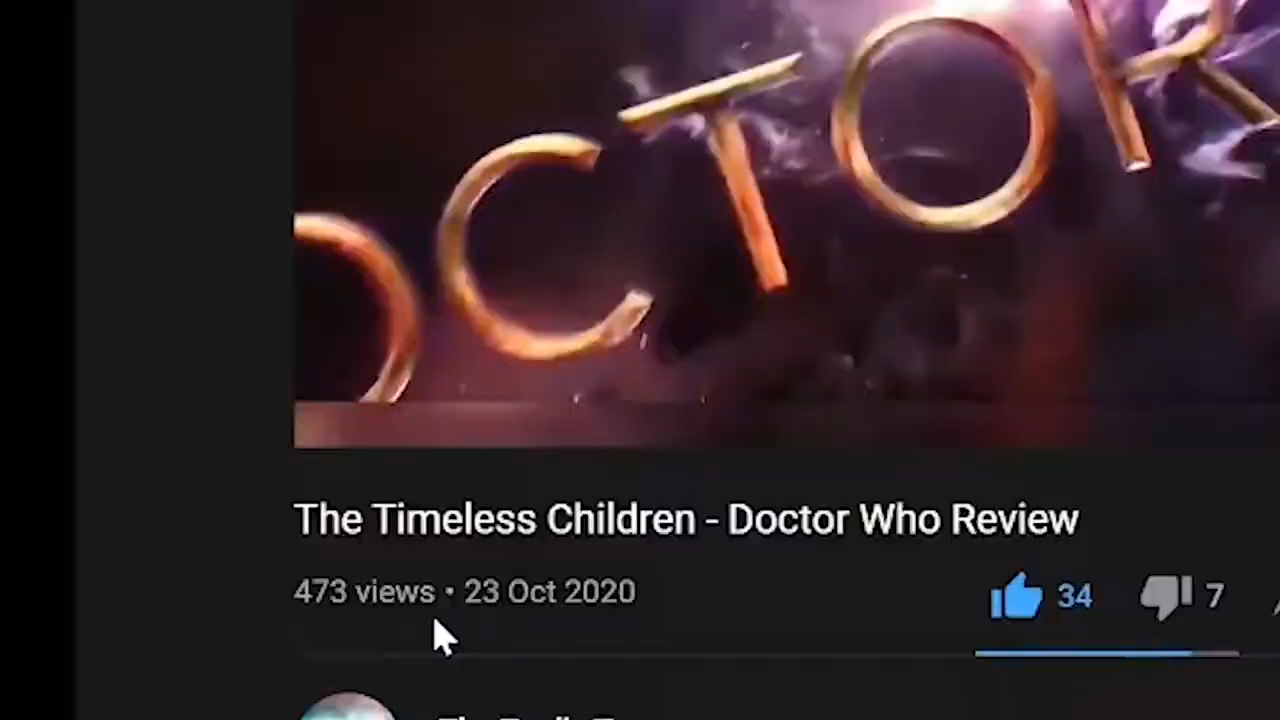 DOCTOR
The Timeless Children - Doctor Who Review
473 views • 23 Oct 2020
34
7